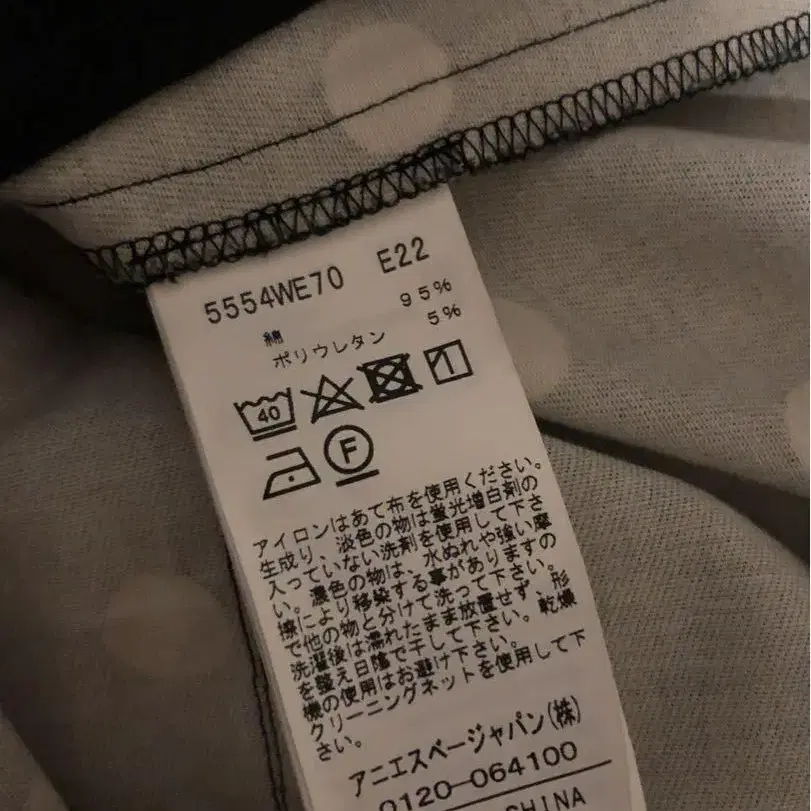 5554WE70 E22
綿 95%
ポリウレタン 5%
40
F
アイロンはあて布を使用ください。
生成り、淡色の物は蛍光増白剤の
入っていない洗剤を使用して下さ
い。濃色の物は、水ぬれや強い摩
擦により移染する事がありますの
で他の物と分けて洗って下さい。
洗濯後は濡れたまま放置せず、形
を整え日陰で干して下さい。乾燥
機の使用はお避け下さい。
クリーニングネットを使用して下
さい。
アニエスベージャパン(株)
0120-064100
CHINA